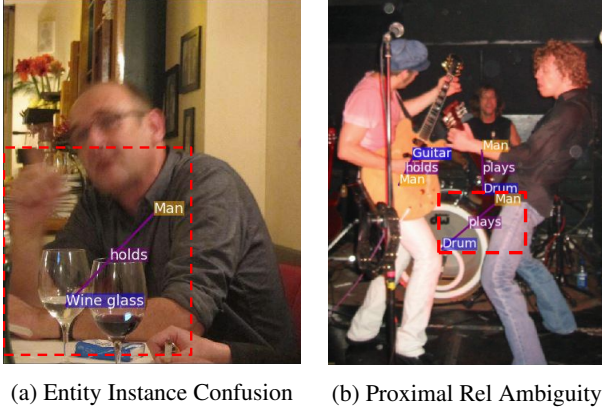 Man
holds
Wine glass
Guitar
holds
Man
Man
plays
Drum
Man
plays
Drum
(a) Entity Instance Confusion
(b) Proximal Rel Ambiguity